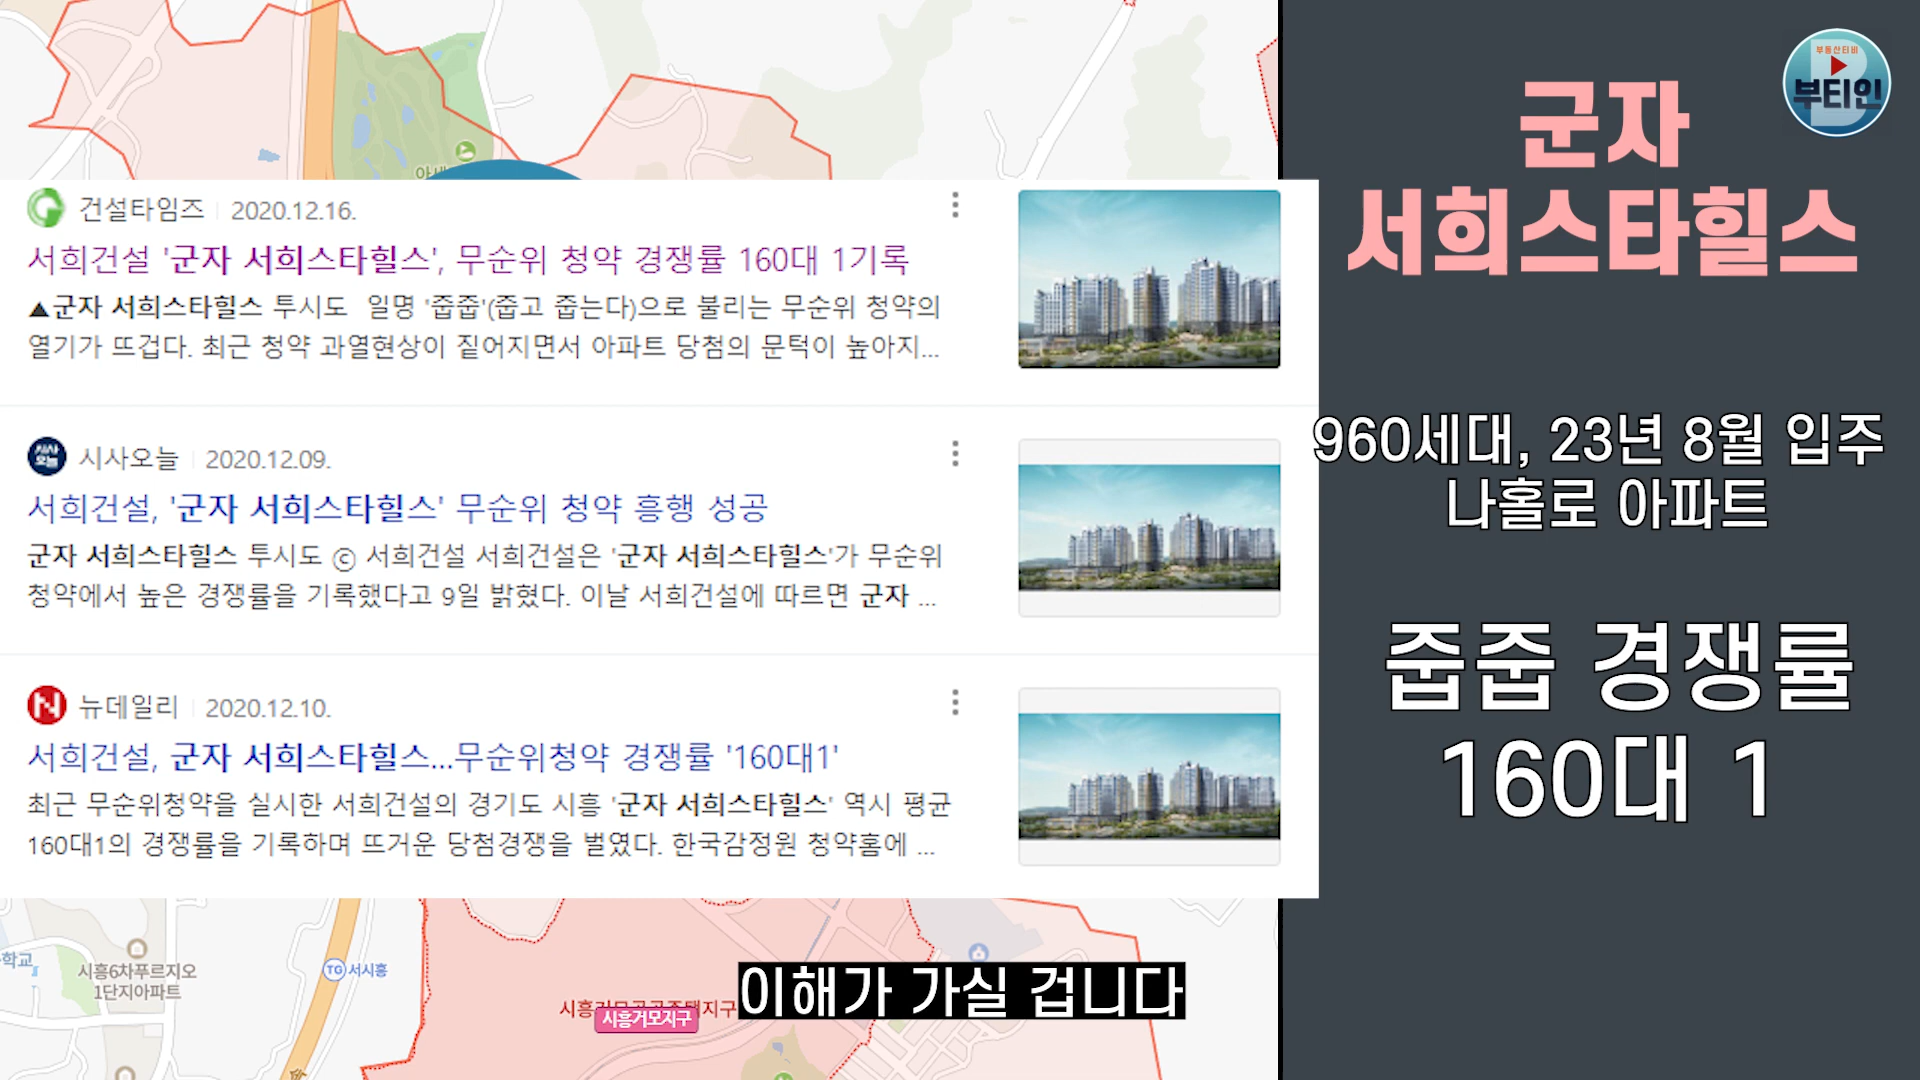 부동산티비
부티인
군자
서희스타힐스
건설타임즈 2020.12.16.
서희건설 '군자 서희스타힐스', 무순위 청약 경쟁률 160대 1기록
▲군자 서희스타힐스 투시도 일명 '줍줍'(줍고 줍는다)으로 불리는 무순위 청약의
열기가 뜨겁다. 최근 청약 과열현상이 짙어지면서 아파트 당첨의 문턱이 높아지...
시사오늘 2020.12.09.
서희건설, '군자 서희스타힐스' 무순위 청약 흥행 성공
군자 서희스타힐스 투시도 ⓒ 서희건설 서희건설은 '군자 서희스타힐스'가 무순위
청약에서 높은 경쟁률을 기록했다고 9일 밝혔다. 이날 서희건설에 따르면 군자 ...
뉴데일리 2020.12.10.
서희건설, 군자 서희스타힐스...무순위청약 경쟁률 '160대1'
최근 무순위청약을 실시한 서희건설의 경기도 시흥 '군자 서희스타힐스' 역시 평균
160대1의 경쟁률을 기록하며 뜨거운 당첨경쟁을 벌였다. 한국감정원 청약홈에 ...
960세대, 23년 8월 입주
나홀로 아파트
줍줍 경쟁률
160대 1
학교
시흥6차푸르지오
1단지아파트
TG 서시흥
시흥거모공공주택지구
시흥거모지구
이해가 가실 겁니다